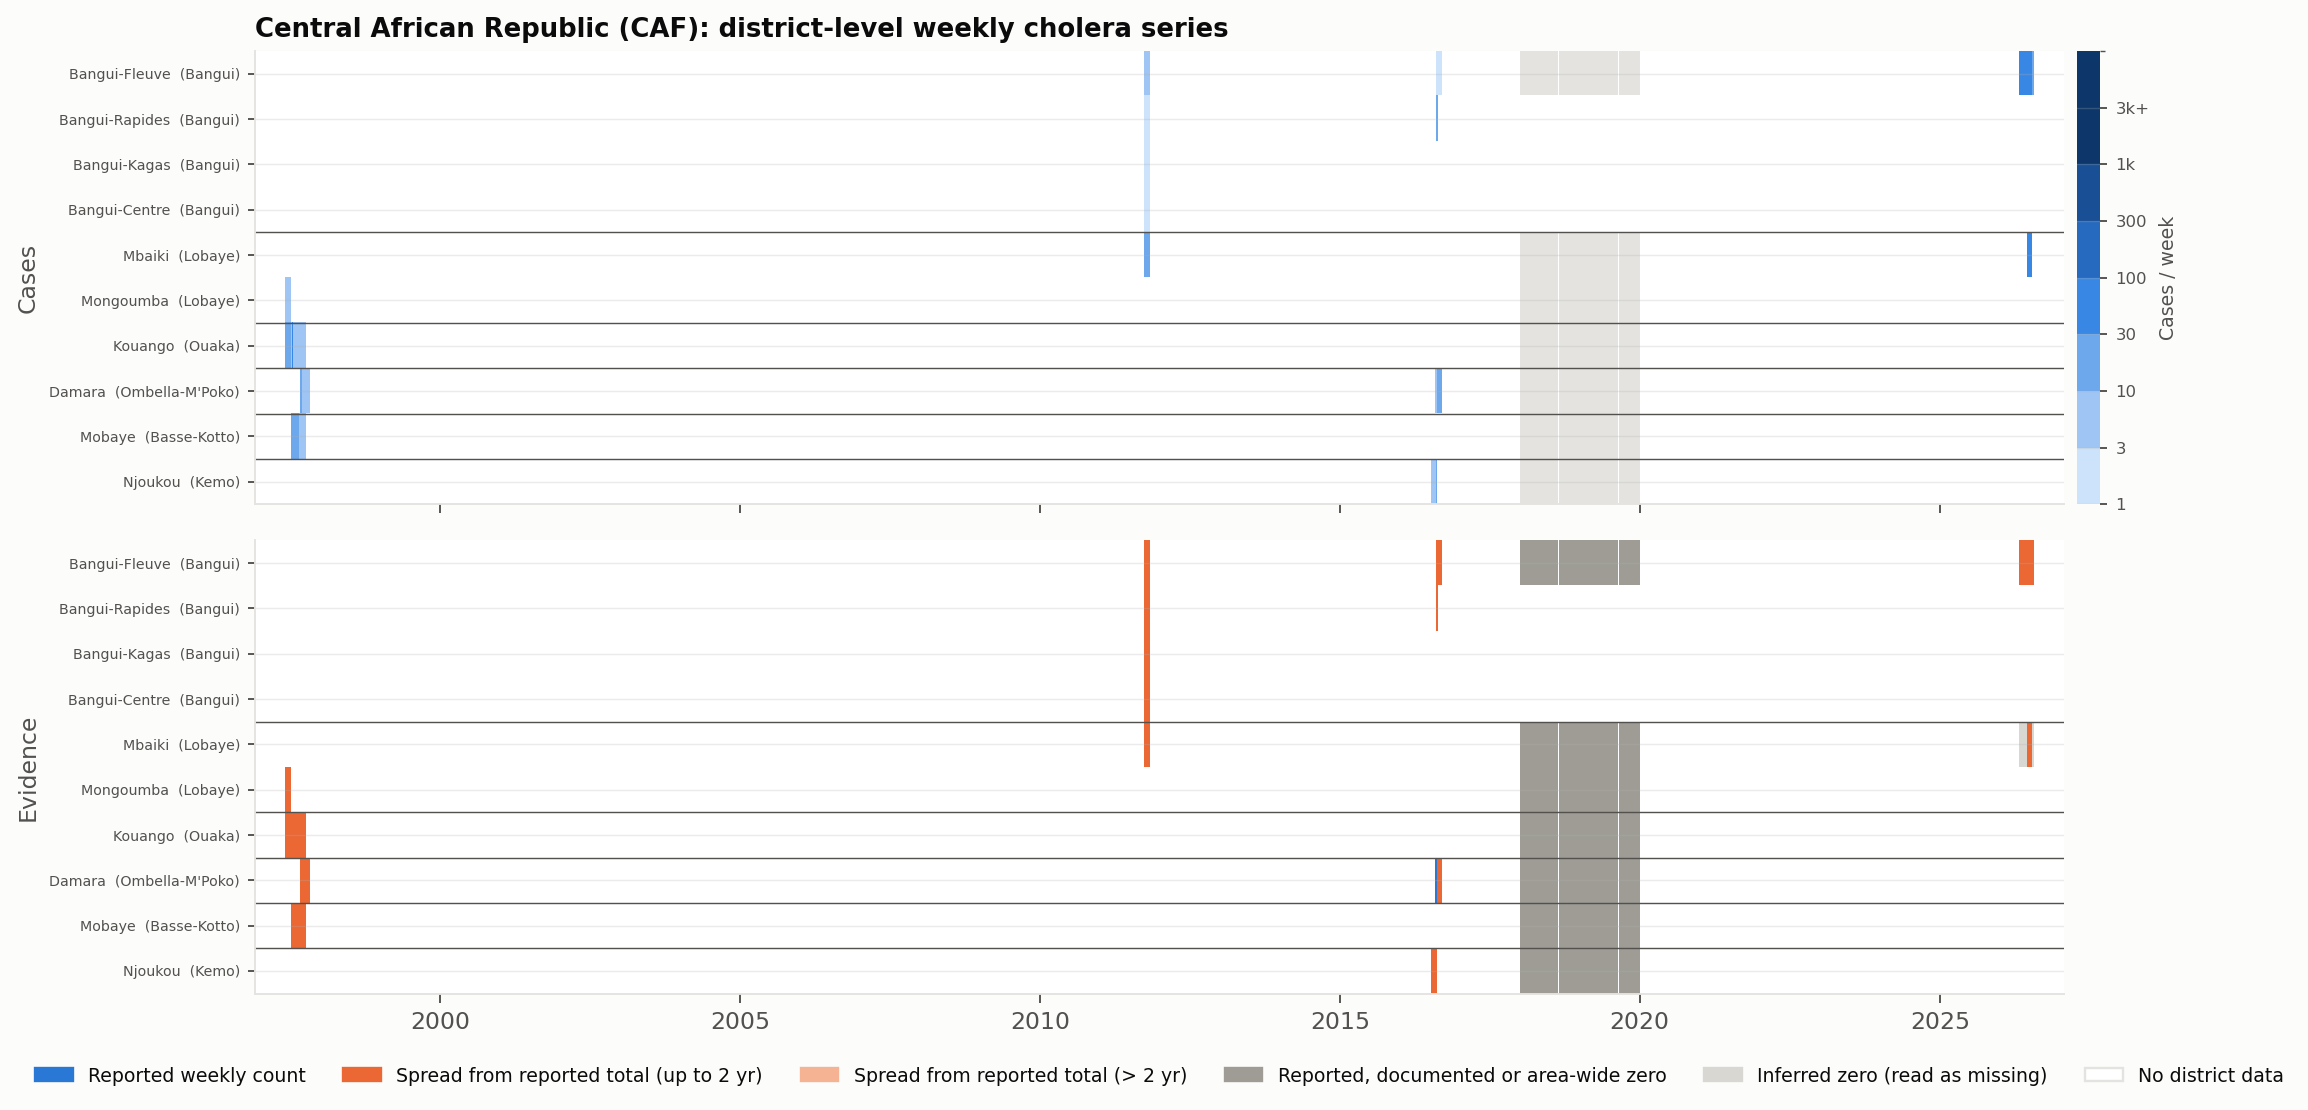 Central African Republic (CAF): district-level weekly cholera series
Cases
Bangui-Fleuve (Bangui)
Bangui-Rapides (Bangui)
Bangui-Kagas (Bangui)
Bangui-Centre (Bangui)
Mbaiki (Lobaye)
Mongoumba (Lobaye)
Kouango (Ouaka)
Damara (Ombella-M'Poko)
Mobaye (Basse-Kotto)
Njoukou (Kemo)
3k+
1k
300
100
30
10
3
1
Cases / week
Evidence
Bangui-Fleuve (Bangui)
Bangui-Rapides (Bangui)
Bangui-Kagas (Bangui)
Bangui-Centre (Bangui)
Mbaiki (Lobaye)
Mongoumba (Lobaye)
Kouango (Ouaka)
Damara (Ombella-M'Poko)
Mobaye (Basse-Kotto)
Njoukou (Kemo)
2000 2005 2010 2015 2020 2025
Reported weekly count Spread from reported total (up to 2 yr) Spread from reported total (> 2 yr) Reported, documented or area-wide zero Inferred zero (read as missing) No district data